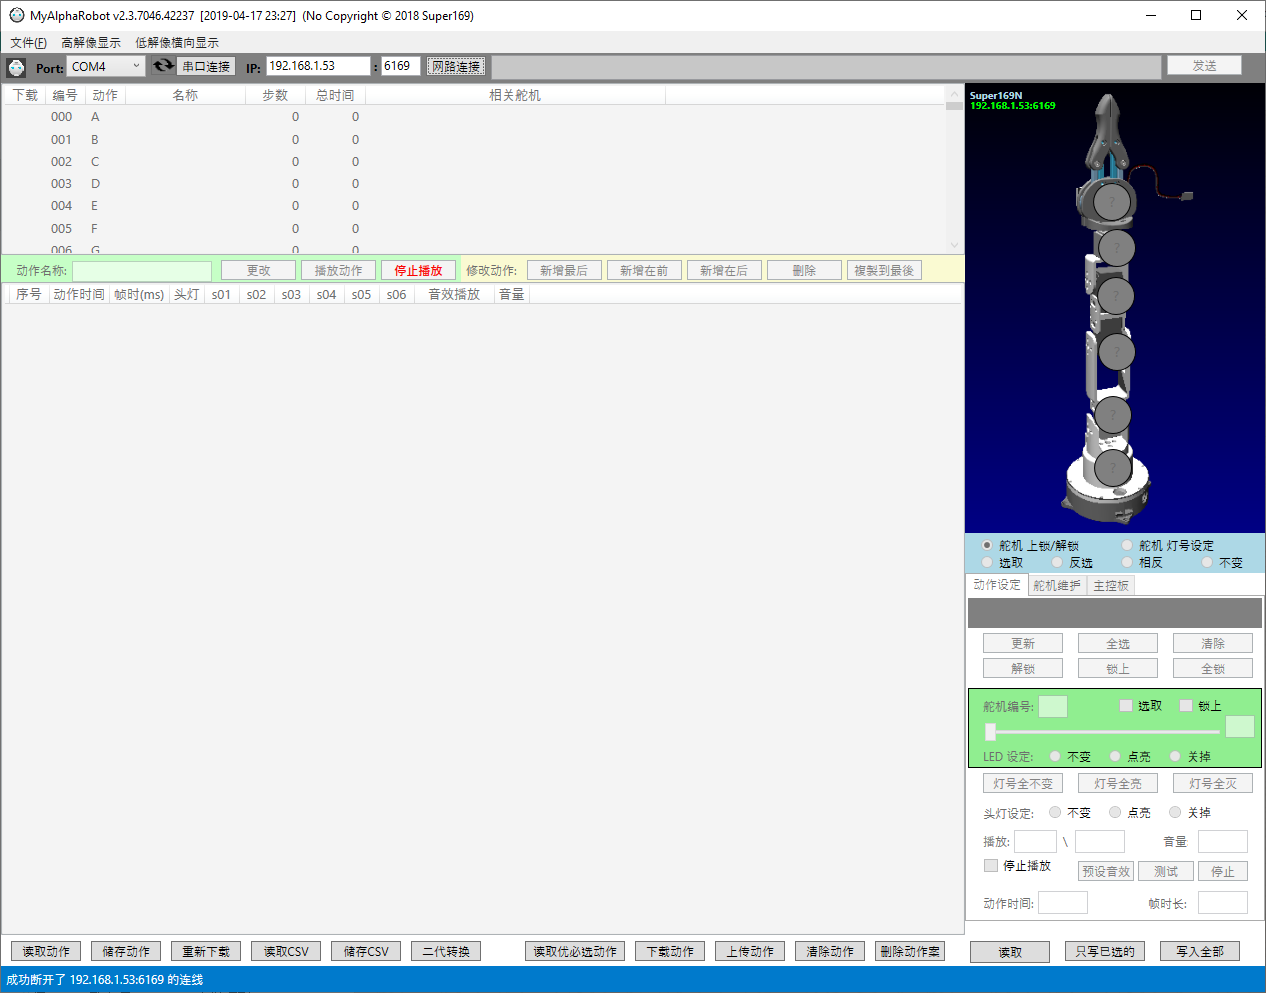 MyAlphaRobot v2.3.7046.42237 [2019-04-17 23:27] (No Copyright © 2018 Super169)
文件(F) 高解像显示 低解像横向显示
Port: COM4 串口连接 IP: 192.168.1.53 : 6169 网路连接 发送
下载 编号 动作 名称 步数 总时间 相关舵机
000 A 0 0
001 B 0 0
002 C 0 0
003 D 0 0
004 E 0 0
005 F 0 0
006 G 0 0
Super169N
192.168.1.53:6169
?
?
?
?
?
?
动作名称: 更改 播放动作 停止播放 修改动作: 新增最后 新增在前 新增在后 删除 複製到最後
序号 动作时间 帧时(ms) 头灯 s01 s02 s03 s04 s05 s06 音效播放 音量
舵机 上锁/解锁 舵机 灯号设定
选取 反选 相反 不变
动作设定 舵机维护 主控板
更新 全选 清除
解锁 锁上 全锁
舵机编号: 选取 锁上
LED 设定: 不变 点亮 关掉
灯号全不变 灯号全亮 灯号全灭
头灯设定: 不变 点亮 关掉
播放: \ 音量
停止播放 预设音效 测试 停止
动作时间: 帧时长:
读取动作 储存动作 重新下载 读取CSV 储存CSV 二代转换 读取优必选动作 下载动作 上传动作 清除动作 删除动作案 读取 只写已选的 写入全部
成功断开了 192.168.1.53:6169 的连线